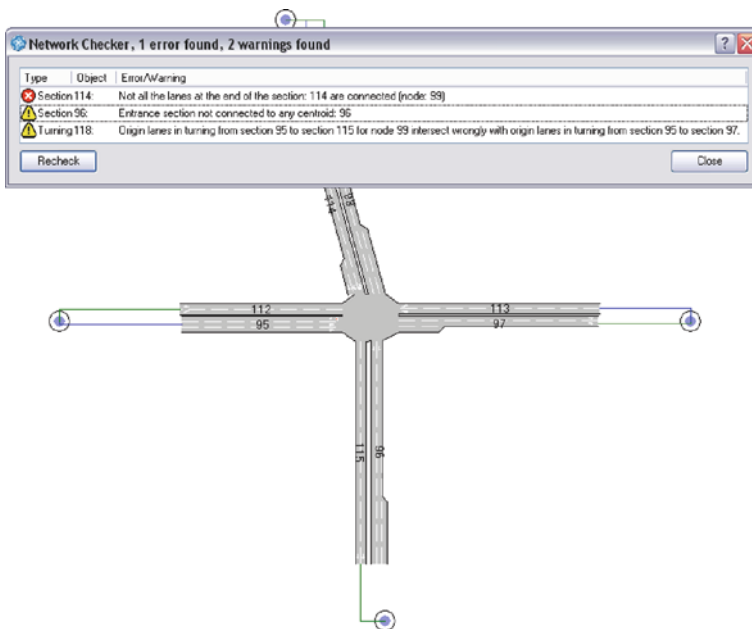 Network Checker, 1 error found, 2 warnings found
Type Object Error/Warning
Section 114: Not all the lanes at the end of the section: 114 are connected (node: 99)
Section 96: Entrance section not connected to any centroid: 96
Turning 118: Origin lanes in turning from section 95 to section 115 for node 99 intersect wrongly with origin lanes in turning from section 95 to section 97.
Recheck Close
114
112 113
95 97
115 96